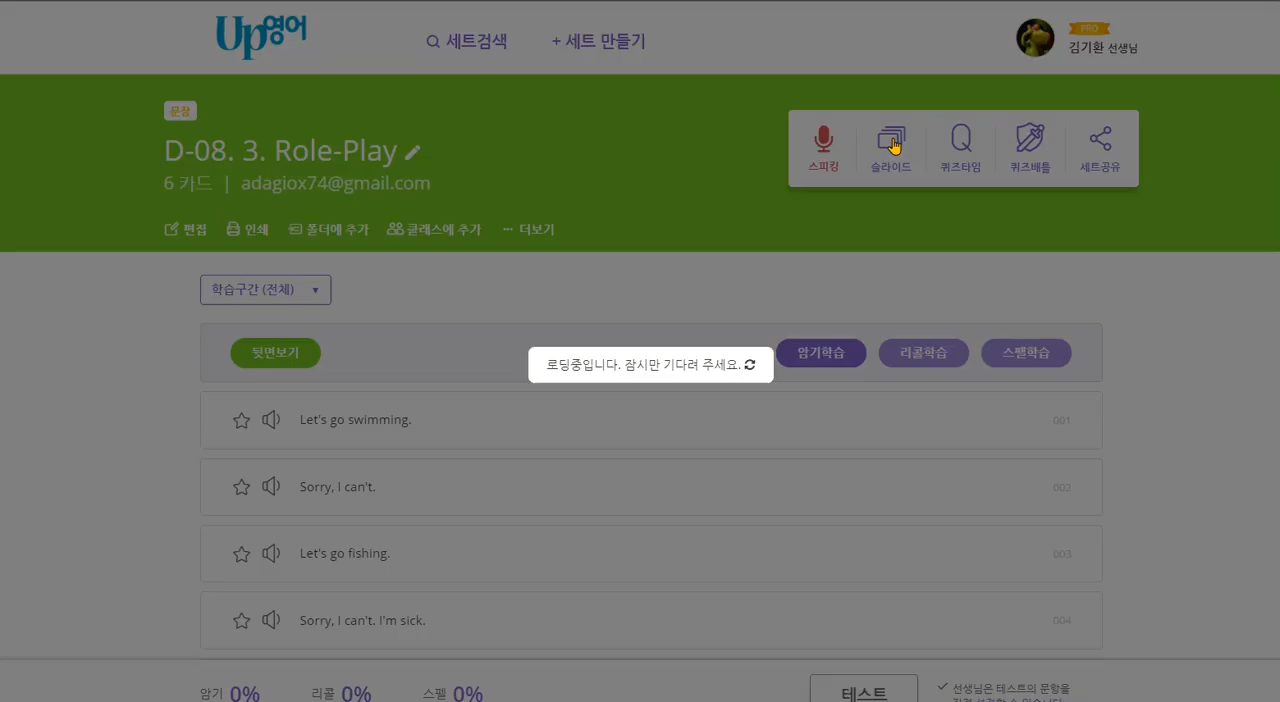 Up영어
세트검색
+ 세트 만들기
PRO
김기환 선생님
문장
D-08. 3. Role-Play
6 카드 | adagiox74@gmail.com
스피킹
슬라이드
퀴즈타임
퀴즈배틀
세트공유
편집
인쇄
폴더에 추가
클래스에 추가
··· 더보기
학습구간 (전체) ▼
뒷면보기
로딩중입니다. 잠시만 기다려 주세요.
암기학습
리콜학습
스펠학습
Let's go swimming.
001
Sorry, I can't.
002
Let's go fishing.
003
Sorry, I can't. I'm sick.
004
암기 0%
리콜 0%
스펠 0%
테스트
선생님은 테스트의 문항을